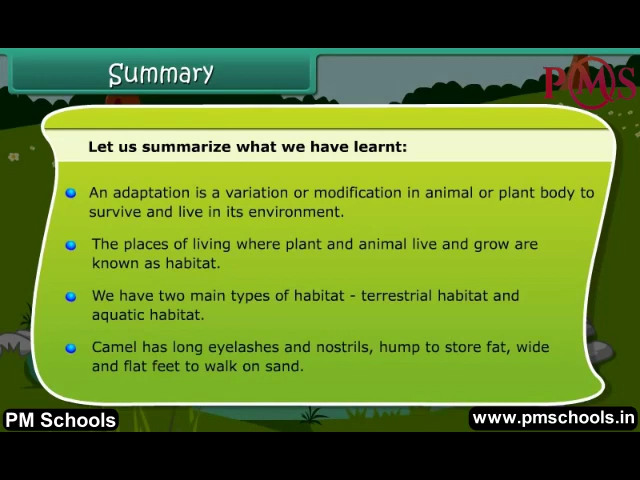 Summary
PMS
Let us summarize what we have learnt:
An adaptation is a variation or modification in animal or plant body to
survive and live in its environment.
The places of living where plant and animal live and grow are
known as habitat.
We have two main types of habitat - terrestrial habitat and
aquatic habitat.
Camel has long eyelashes and nostrils, hump to store fat, wide
and flat feet to walk on sand.
PM Schools
www.pmschools.in